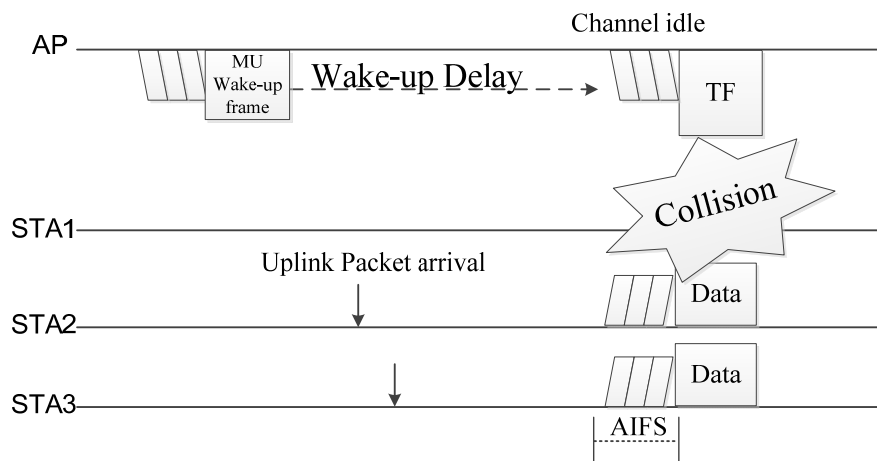 Channel idle
AP
MU
Wake-up
frame
Wake-up Delay
TF
Collision
STA1
Uplink Packet arrival
Data
STA2
Data
STA3
AIFS